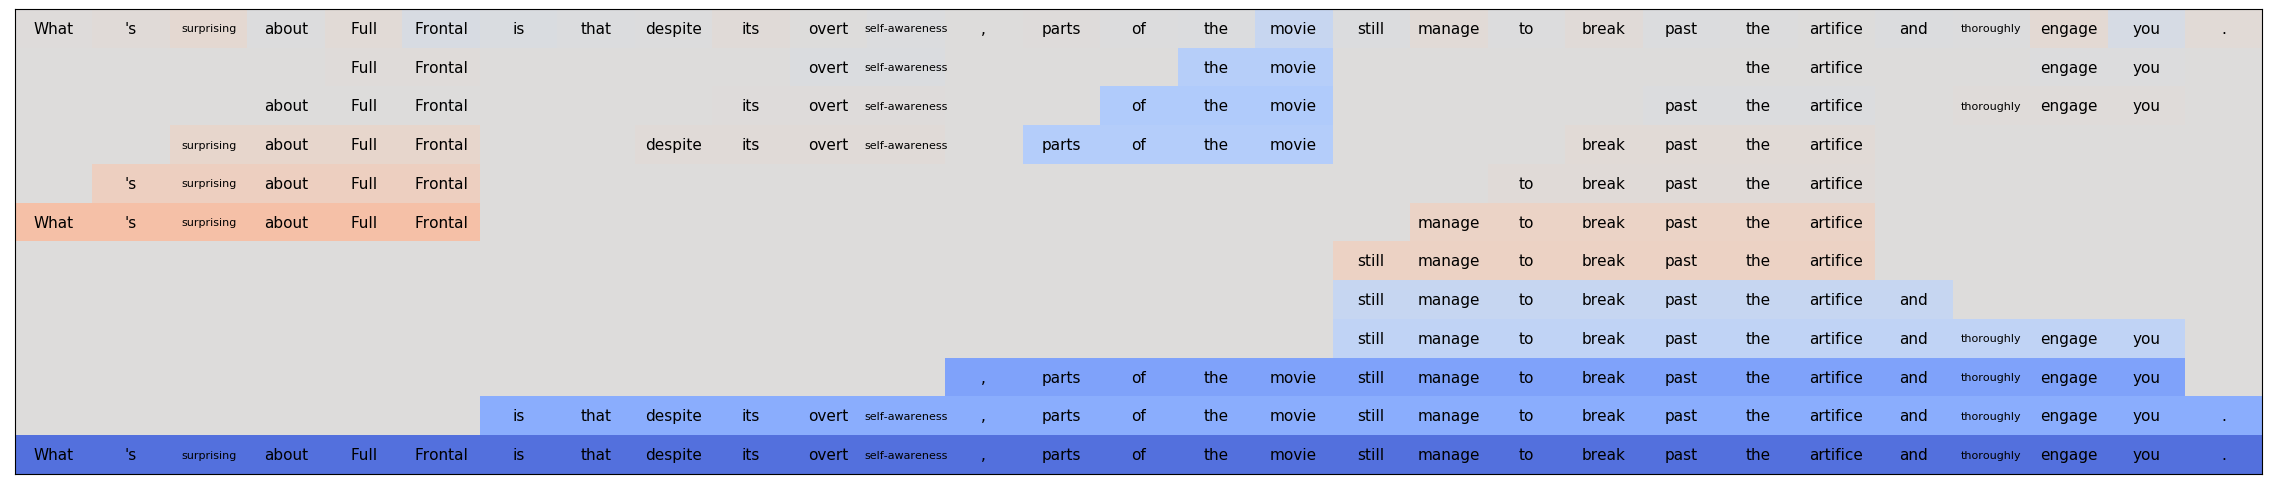 What 's surprising about Full Frontal is that despite its overt self-awareness , parts of the movie still manage to break past the artifice and thoroughly engage you .
Full Frontal overt self-awareness the movie the artifice engage you
about Full Frontal its overt self-awareness of the movie past the artifice thoroughly engage you
surprising about Full Frontal despite its overt self-awareness parts of the movie break past the artifice
's surprising about Full Frontal to break past the artifice
What 's surprising about Full Frontal manage to break past the artifice
still manage to break past the artifice
still manage to break past the artifice and
still manage to break past the artifice and thoroughly engage you
, parts of the movie still manage to break past the artifice and thoroughly engage you
is that despite its overt self-awareness , parts of the movie still manage to break past the artifice and thoroughly engage you .
What 's surprising about Full Frontal is that despite its overt self-awareness , parts of the movie still manage to break past the artifice and thoroughly engage you .